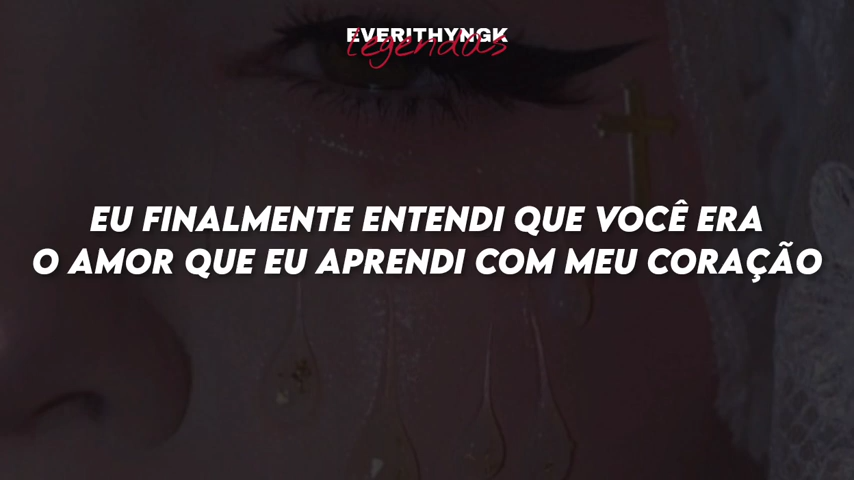 EVERITHYNGK
legendas
EU FINALMENTE ENTENDI QUE VOCÊ ERA
O AMOR QUE EU APRENDI COM MEU CORAÇÃO